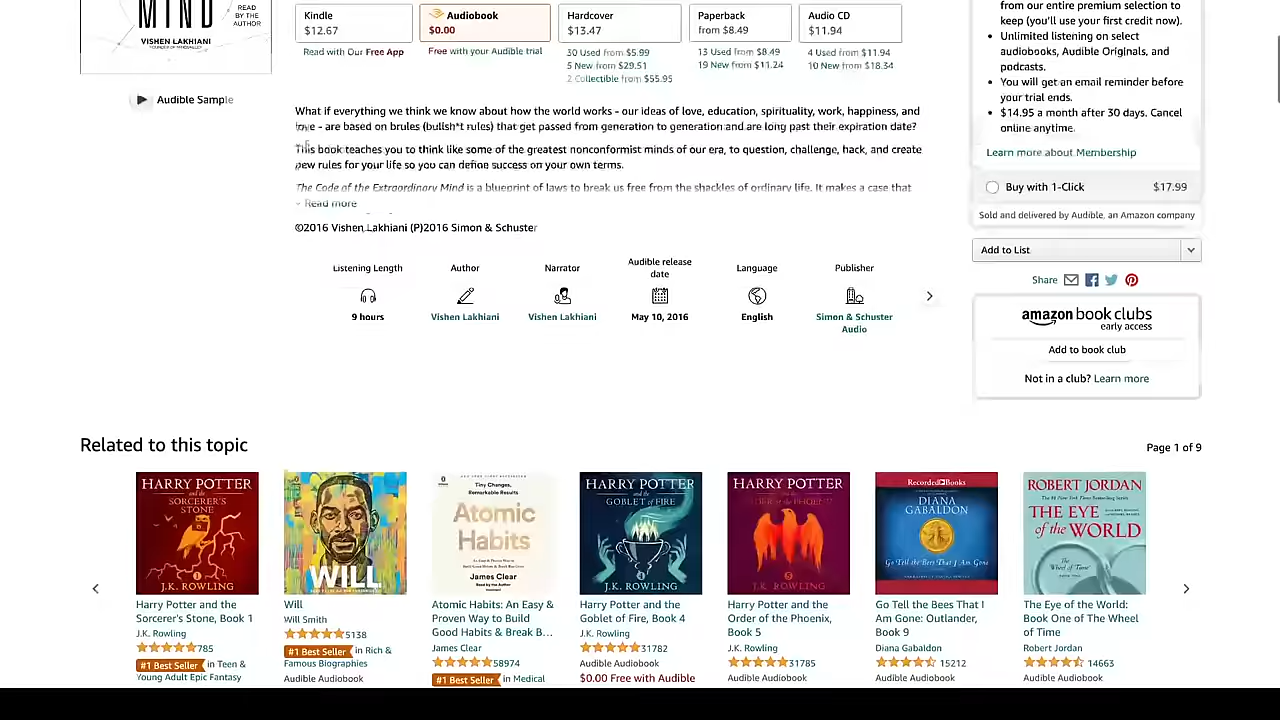 MIND
READ
BY THE
AUTHOR
VISHEN LAKHIANI
Audible Sample
Kindle
$12.67
Read with Our Free App
Audiobook
$0.00
Free with your Audible trial
Hardcover
$13.47
30 Used from $5.99
5 New from $29.51
2 Collectible from $55.95
Paperback
from $8.49
13 Used from $8.49
19 New from $11.24
Audio CD
$11.94
4 Used from $11.94
10 New from $18.34
What if everything we think we know about how the world works - our ideas of love, education, spirituality, work, happiness, and
love - are based on brules (bullsh*t rules) that get passed from generation to generation and are long past their expiration date?
This book teaches you to think like some of the greatest nonconformist minds of our era, to question, challenge, hack, and create
new rules for your life so you can define success on your own terms.
The Code of the Extraordinary Mind is a blueprint of laws to break us free from the shackles of ordinary life. It makes a case that
Read more
©2016 Vishen Lakhiani (P)2016 Simon & Schuster
Listening Length
9 hours
Author
Vishen Lakhiani
Narrator
Vishen Lakhiani
Audible release
date
May 10, 2016
Language
English
Publisher
Simon & Schuster
Audio
from our entire premium selection to
keep (you'll use your first credit now).
• Unlimited listening on select
audiobooks, Audible Originals, and
podcasts.
• You will get an email reminder before
your trial ends.
• $14.95 a month after 30 days. Cancel
online anytime.
Learn more about Membership
Buy with 1-Click $17.99
Sold and delivered by Audible, an Amazon company
Add to List
Share
amazon book clubs
early access
Add to book club
Not in a club? Learn more
Related to this topic
Page 1 of 9
HARRY POTTER
and the
SORCERER'S
STONE
1
J.K. ROWLING
Harry Potter and the
Sorcerer's Stone, Book 1
J.K. Rowling
785
#1 Best Seller in Teen &
Young Adult Epic Fantasy
WILL
Will
Will Smith
5138
#1 Best Seller in Rich &
Famous Biographies
Audible Audiobook
Tiny Changes,
Remarkable Results
Atomic
Habits
James Clear
Read by the Author
Atomic Habits: An Easy &
Proven Way to Build
Good Habits & Break B...
James Clear
58974
#1 Best Seller in Medical
HARRY POTTER
and the
GOBLET of FIRE
J.K. ROWLING
Harry Potter and the
Goblet of Fire, Book 4
J.K. Rowling
31782
Audible Audiobook
$0.00 Free with Audible
HARRY POTTER
and the
ORDER of the PHOENIX
5
J.K. ROWLING
Harry Potter and the
Order of the Phoenix,
Book 5
J.K. Rowling
31785
Audible Audiobook
Recorded Books
DIANA
GABALDON
Go Tell the Bees That I Am Gone
Go Tell the Bees That I
Am Gone: Outlander,
Book 9
Diana Gabaldon
15212
Audible Audiobook
ROBERT JORDAN
THE EYE
of the WORLD
The
Wheel of Time
The Eye of the World:
Book One of The Wheel
of Time
Robert Jordan
14663
Audible Audiobook